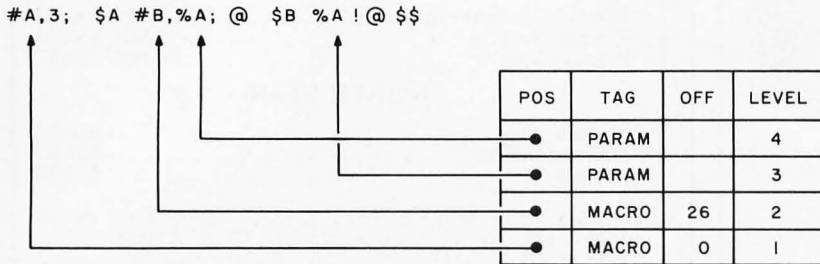 #A,3; $A #B,%A; @ $B %A ! @ $$
POS TAG OFF LEVEL
PARAM 4
PARAM 3
MACRO 26 2
MACRO 0 1